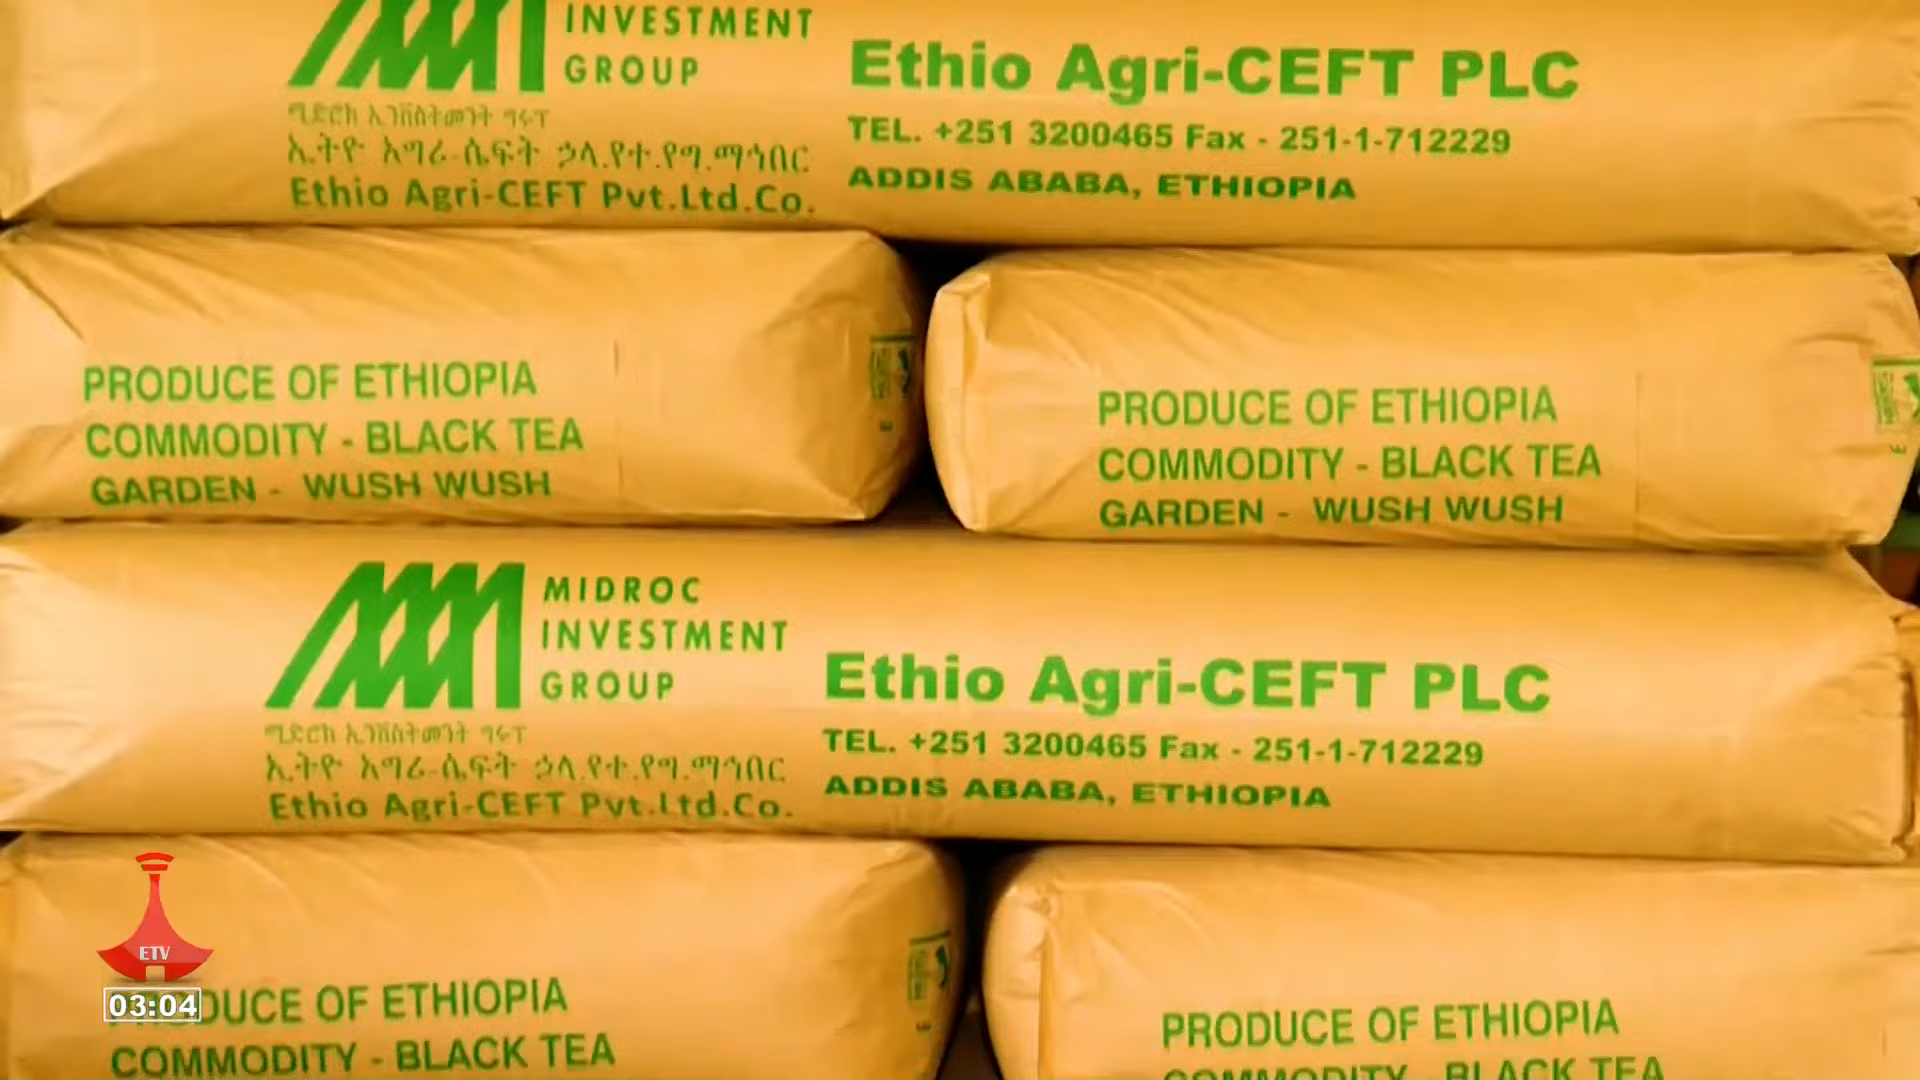 INVESTMENT
GROUP
ሚድሮክ ኢንቨስትመንት ግሩፕ
ኢትዮ አግሪ-ሴፍት ኃላ.የተ.የግ.ማኅበር
Ethio Agri-CEFT Pvt.Ltd.Co.
Ethio Agri-CEFT PLC
TEL. +251 3200465 Fax - 251-1-712229
ADDIS ABABA, ETHIOPIA
PRODUCE OF ETHIOPIA
COMMODITY - BLACK TEA
GARDEN - WUSH WUSH
PRODUCE OF ETHIOPIA
COMMODITY - BLACK TEA
GARDEN - WUSH WUSH
MIDROC
INVESTMENT
GROUP
ሚድሮክ ኢንቨስትመንት ግሩፕ
ኢትዮ አግሪ-ሴፍት ኃላ.የተ.የግ.ማኅበር
Ethio Agri-CEFT Pvt.Ltd.Co.
Ethio Agri-CEFT PLC
TEL. +251 3200465 Fax - 251-1-712229
ADDIS ABABA, ETHIOPIA
ETV
03:04
PRODUCE OF ETHIOPIA
COMMODITY - BLACK TEA
PRODUCE OF ETHIOPIA
COMMODITY - BLACK TEA